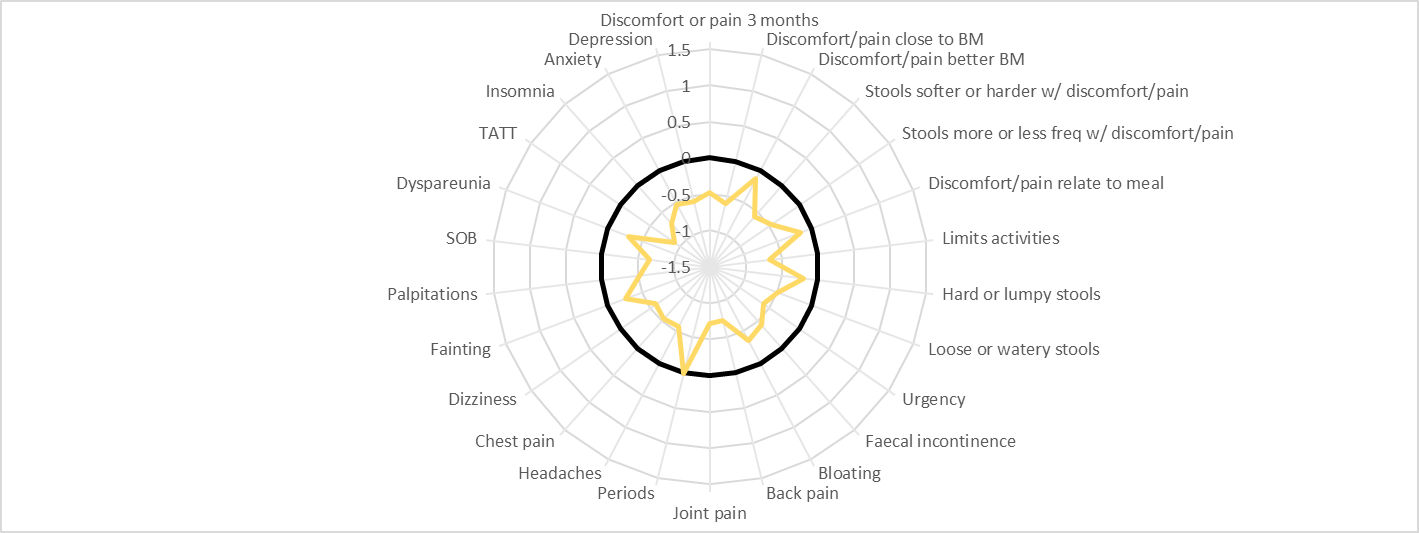 Discomfort or pain 3 months
Discomfort/pain close to BM
Discomfort/pain better BM
Stools softer or harder w/ discomfort/pain
Stools more or less freq w/ discomfort/pain
Discomfort/pain relate to meal
Limits activities
Hard or lumpy stools
Loose or watery stools
Urgency
Faecal incontinence
Bloating
Back pain
Joint pain
Periods
Headaches
Chest pain
Dizziness
Fainting
Palpitations
SOB
Dyspareunia
TATT
Insomnia
Anxiety
Depression
1.5
1
0.5
0
-0.5
-1
-1.5